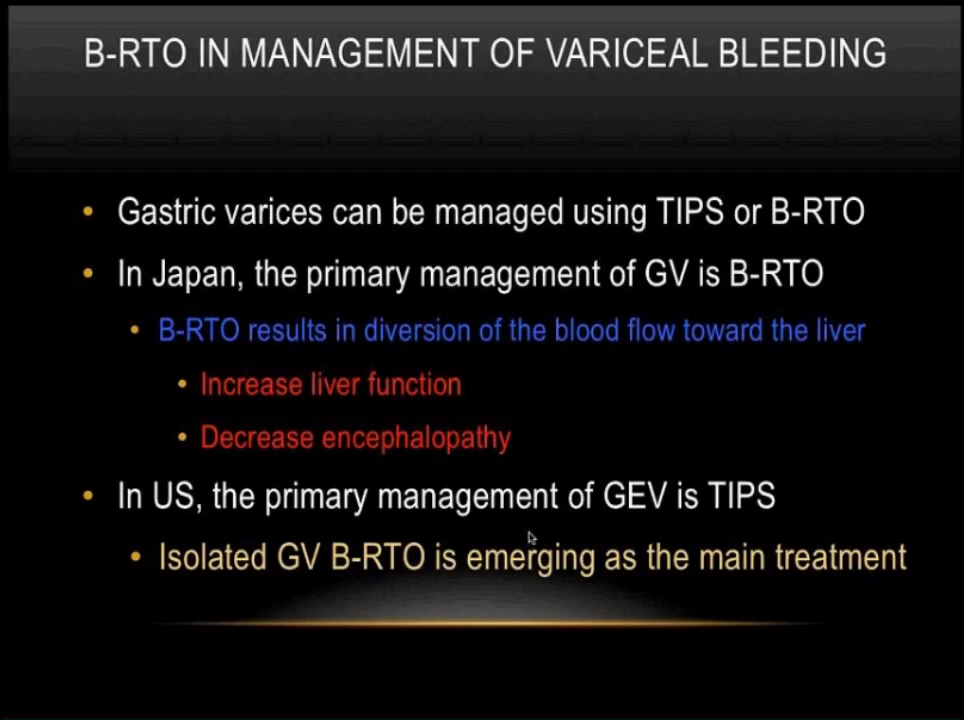 B-RTO IN MANAGEMENT OF VARICEAL BLEEDING
• Gastric varices can be managed using TIPS or B-RTO
• In Japan, the primary management of GV is B-RTO
• B-RTO results in diversion of the blood flow toward the liver
• Increase liver function
• Decrease encephalopathy
• In US, the primary management of GEV is TIPS
• Isolated GV B-RTO is emerging as the main treatment